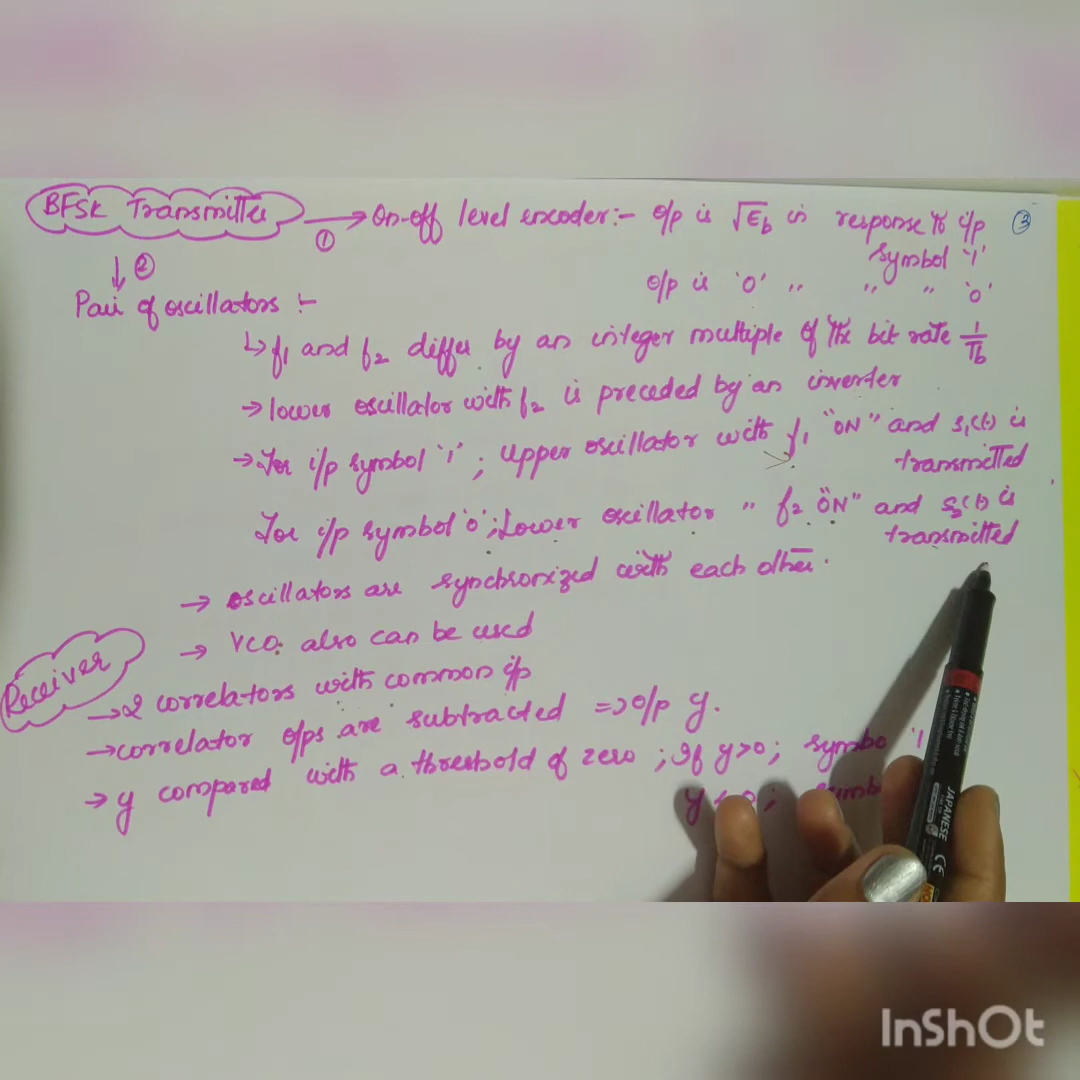 BFSK Transmitter
① → On-off level encoder:- o/p is √Eb in response to i/p ③
symbol '1'
o/p is '0' ,, ,, ,, '0'
↓ ②
Pair of oscillators :-
↳ f1 and f2 differ by an integer multiple of the bit rate 1/Tb
→ lower oscillator with f2 is preceded by an inverter
→ For i/p symbol '1' ; Upper oscillator with f1 "ON" and s1(t) is
transmitted
For i/p symbol '0' ; Lower oscillator " f2 "ON" and s2(t) is
transmitted
→ oscillators are synchronized with each other.
→ VCO. also can be used
Receiver
→ 2 correlators with common i/p
→ correlator o/ps are subtracted => o/p y.
→ y compared with a threshold of zero ; If y>0; symbo '1
y < 0 ; symb
JAPANESE
CE
InShOt